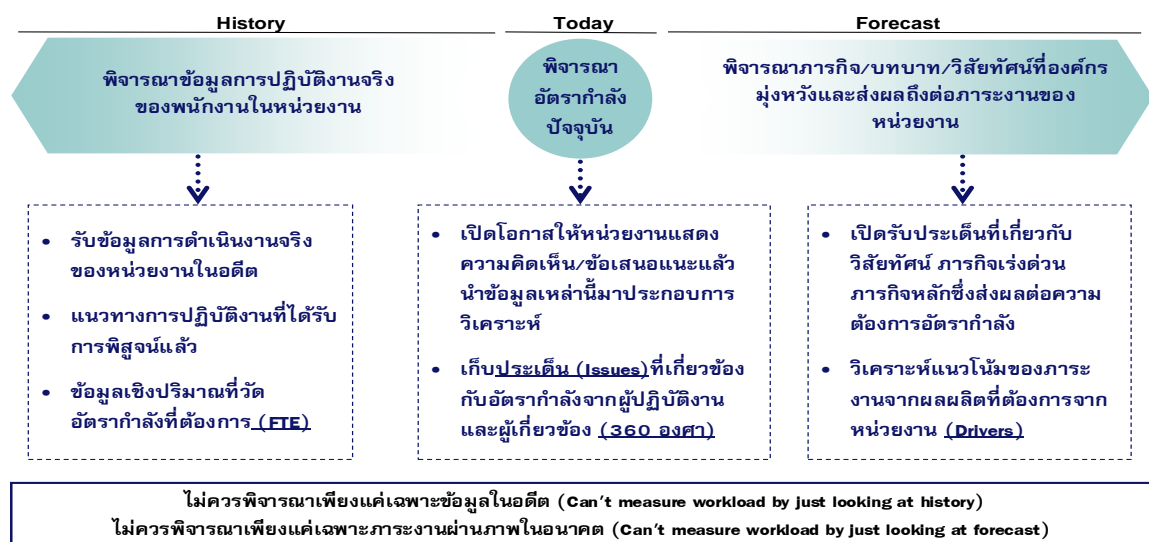 History
Today
Forecast
พิจารณาข้อมูลการปฏิบัติงานจริง
ของพนักงานในหน่วยงาน
พิจารณา
อัตรากำลัง
ปัจจุบัน
พิจารณาภารกิจ/บทบาท/วิสัยทัศน์ที่องค์กร
มุ่งหวังและส่งผลถึงต่อภาระงานของ
หน่วยงาน
• รับข้อมูลการดำเนินงานจริง
ของหน่วยงานในอดีต
• แนวทางการปฏิบัติงานที่ได้รับ
การพิสูจน์แล้ว
• ข้อมูลเชิงปริมาณที่วัด
อัตรากำลังที่ต้องการ (FTE)
• เปิดโอกาสให้หน่วยงานแสดง
ความคิดเห็น/ข้อเสนอแนะแล้ว
นำข้อมูลเหล่านี้มาประกอบการ
วิเคราะห์
• เก็บประเด็น (Issues)ที่เกี่ยวข้อง
กับอัตรากำลังจากผู้ปฏิบัติงาน
และผู้เกี่ยวข้อง (360 องศา)
• เปิดรับประเด็นที่เกี่ยวกับ
วิสัยทัศน์ ภารกิจเร่งด่วน
ภารกิจหลักซึ่งส่งผลต่อความ
ต้องการอัตรากำลัง
• วิเคราะห์แนวโน้มของภาระ
งานจากผลผลิตที่ต้องการจาก
หน่วยงาน (Drivers)
ไม่ควรพิจารณาเพียงแค่เฉพาะข้อมูลในอดีต (Can't measure workload by just looking at history)
ไม่ควรพิจารณาเพียงแค่เฉพาะภาระงานผ่านภาพในอนาคต (Can't measure workload by just looking at forecast)